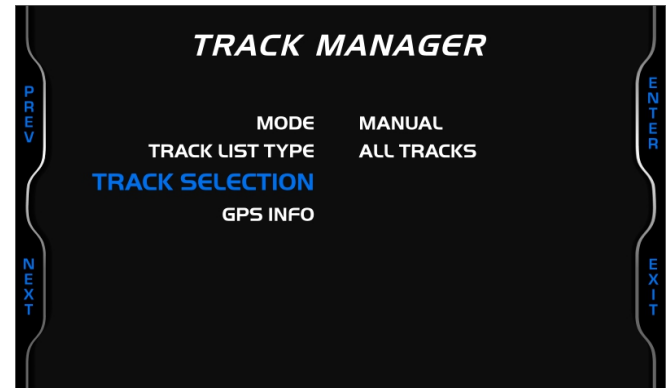 TRACK MANAGER
PREV
ENTER
MODE MANUAL
TRACK LIST TYPE ALL TRACKS
TRACK SELECTION
GPS INFO
NEXT
EXIT